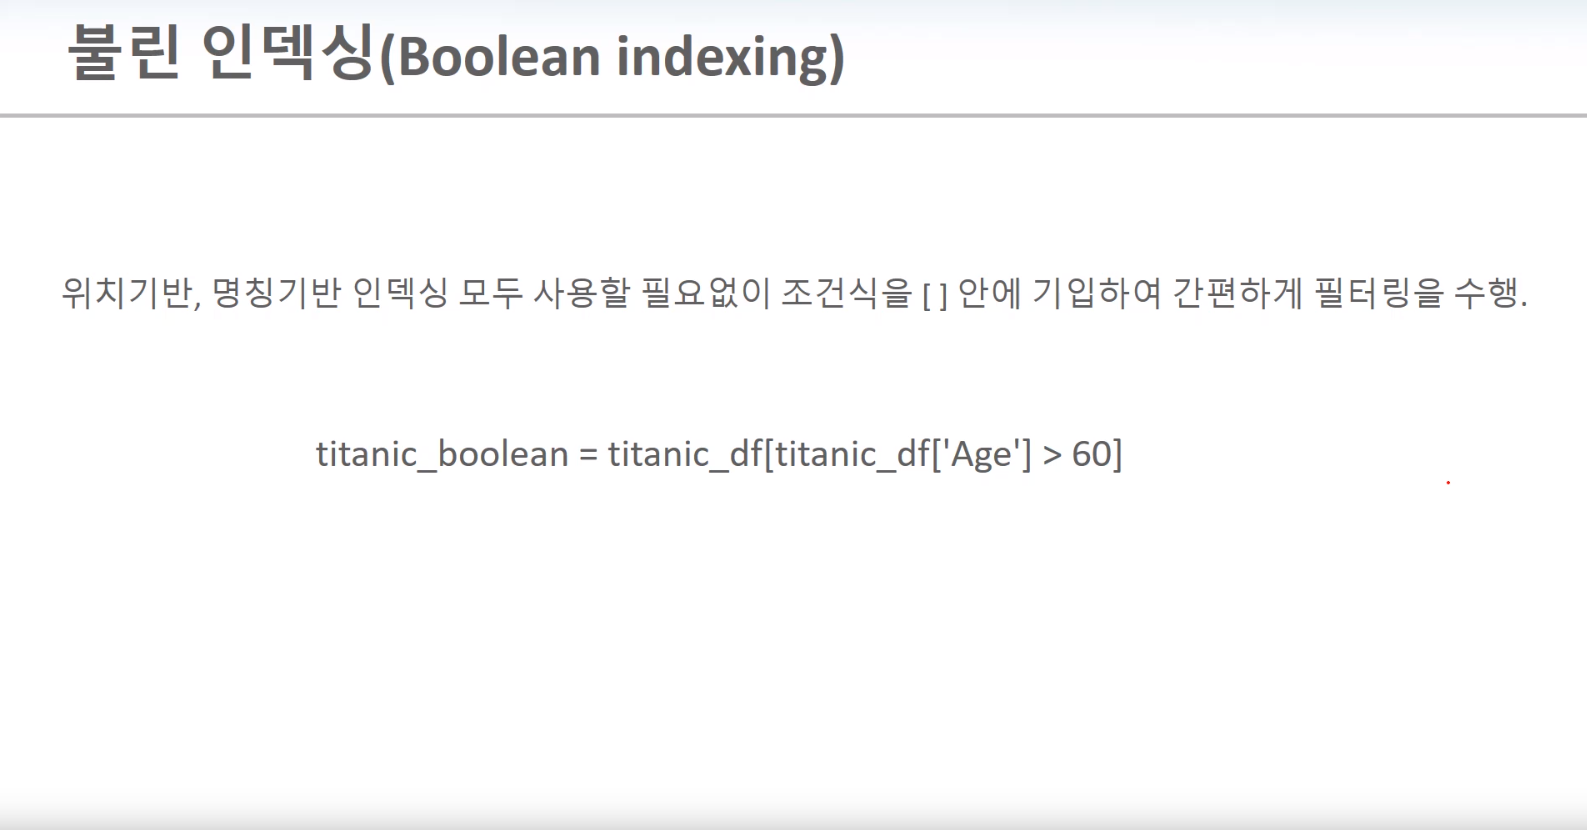 불린 인덱싱(Boolean indexing)
위치기반, 명칭기반 인덱싱 모두 사용할 필요없이 조건식을 [ ] 안에 기입하여 간편하게 필터링을 수행.
titanic_boolean = titanic_df[titanic_df['Age'] > 60]